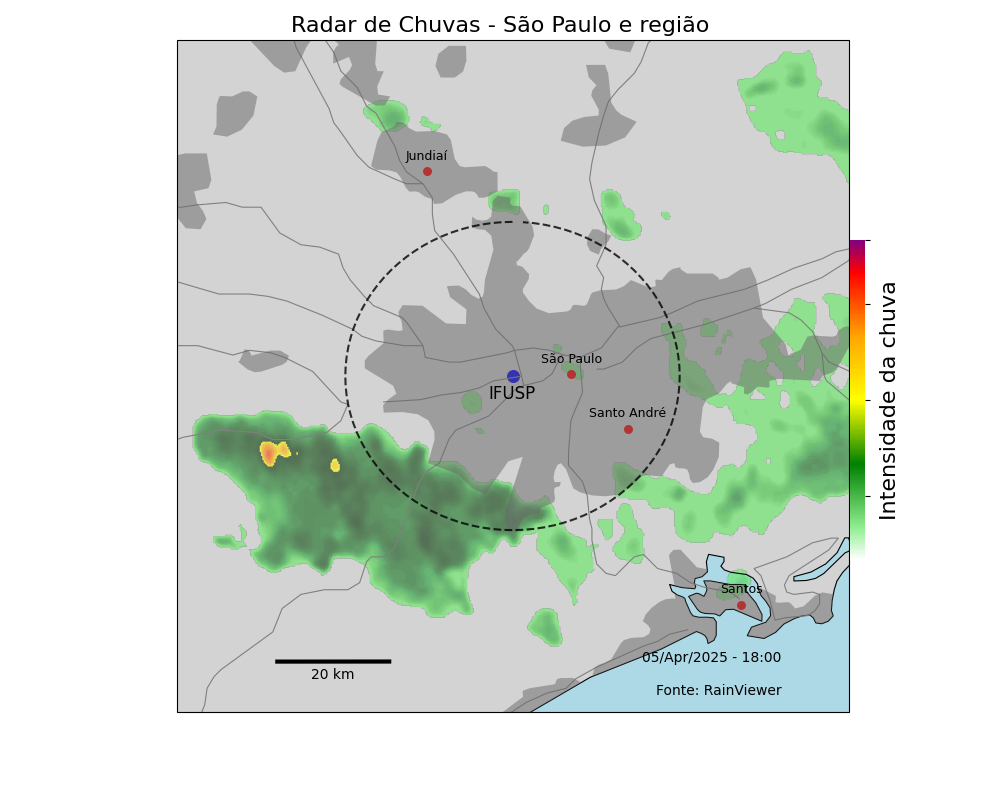 Radar de Chuvas - São Paulo e região
Jundiaí
São Paulo
IFUSP
Santo André
Santos
05/Apr/2025 - 18:00
20 km
Fonte: RainViewer
Intensidade da chuva